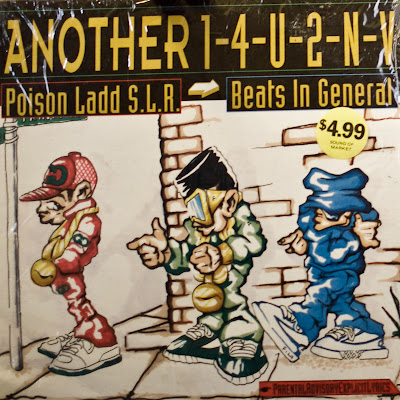 ANOTHER 1-4-U-2-N-V
Poison Ladd S.L.R.
Beats In General
$4.99
SOUND OF
MARKET
PARENTAL ADVISORY EXPLICIT LYRICS